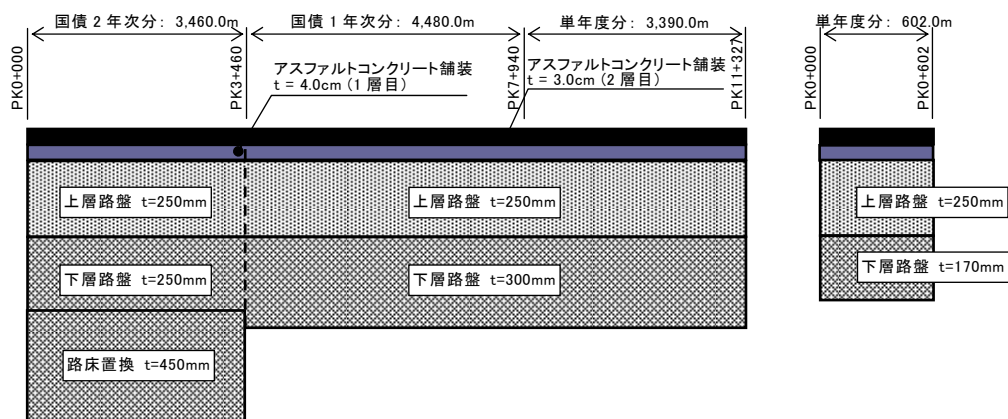 国債 2 年次分: 3,460.0m
国債 1 年次分: 4,480.0m
単年度分: 3,390.0m
単年度分: 602.0m
PK0+000
PK3+460
PK7+940
PK11+327
PK0+000
PK0+602
アスファルトコンクリート舗装
t = 4.0cm (1 層目)
アスファルトコンクリート舗装
t = 3.0cm (2 層目)
上層路盤 t=250mm
上層路盤 t=250mm
上層路盤 t=250mm
下層路盤 t=250mm
下層路盤 t=300mm
下層路盤 t=170mm
路床置換 t=450mm